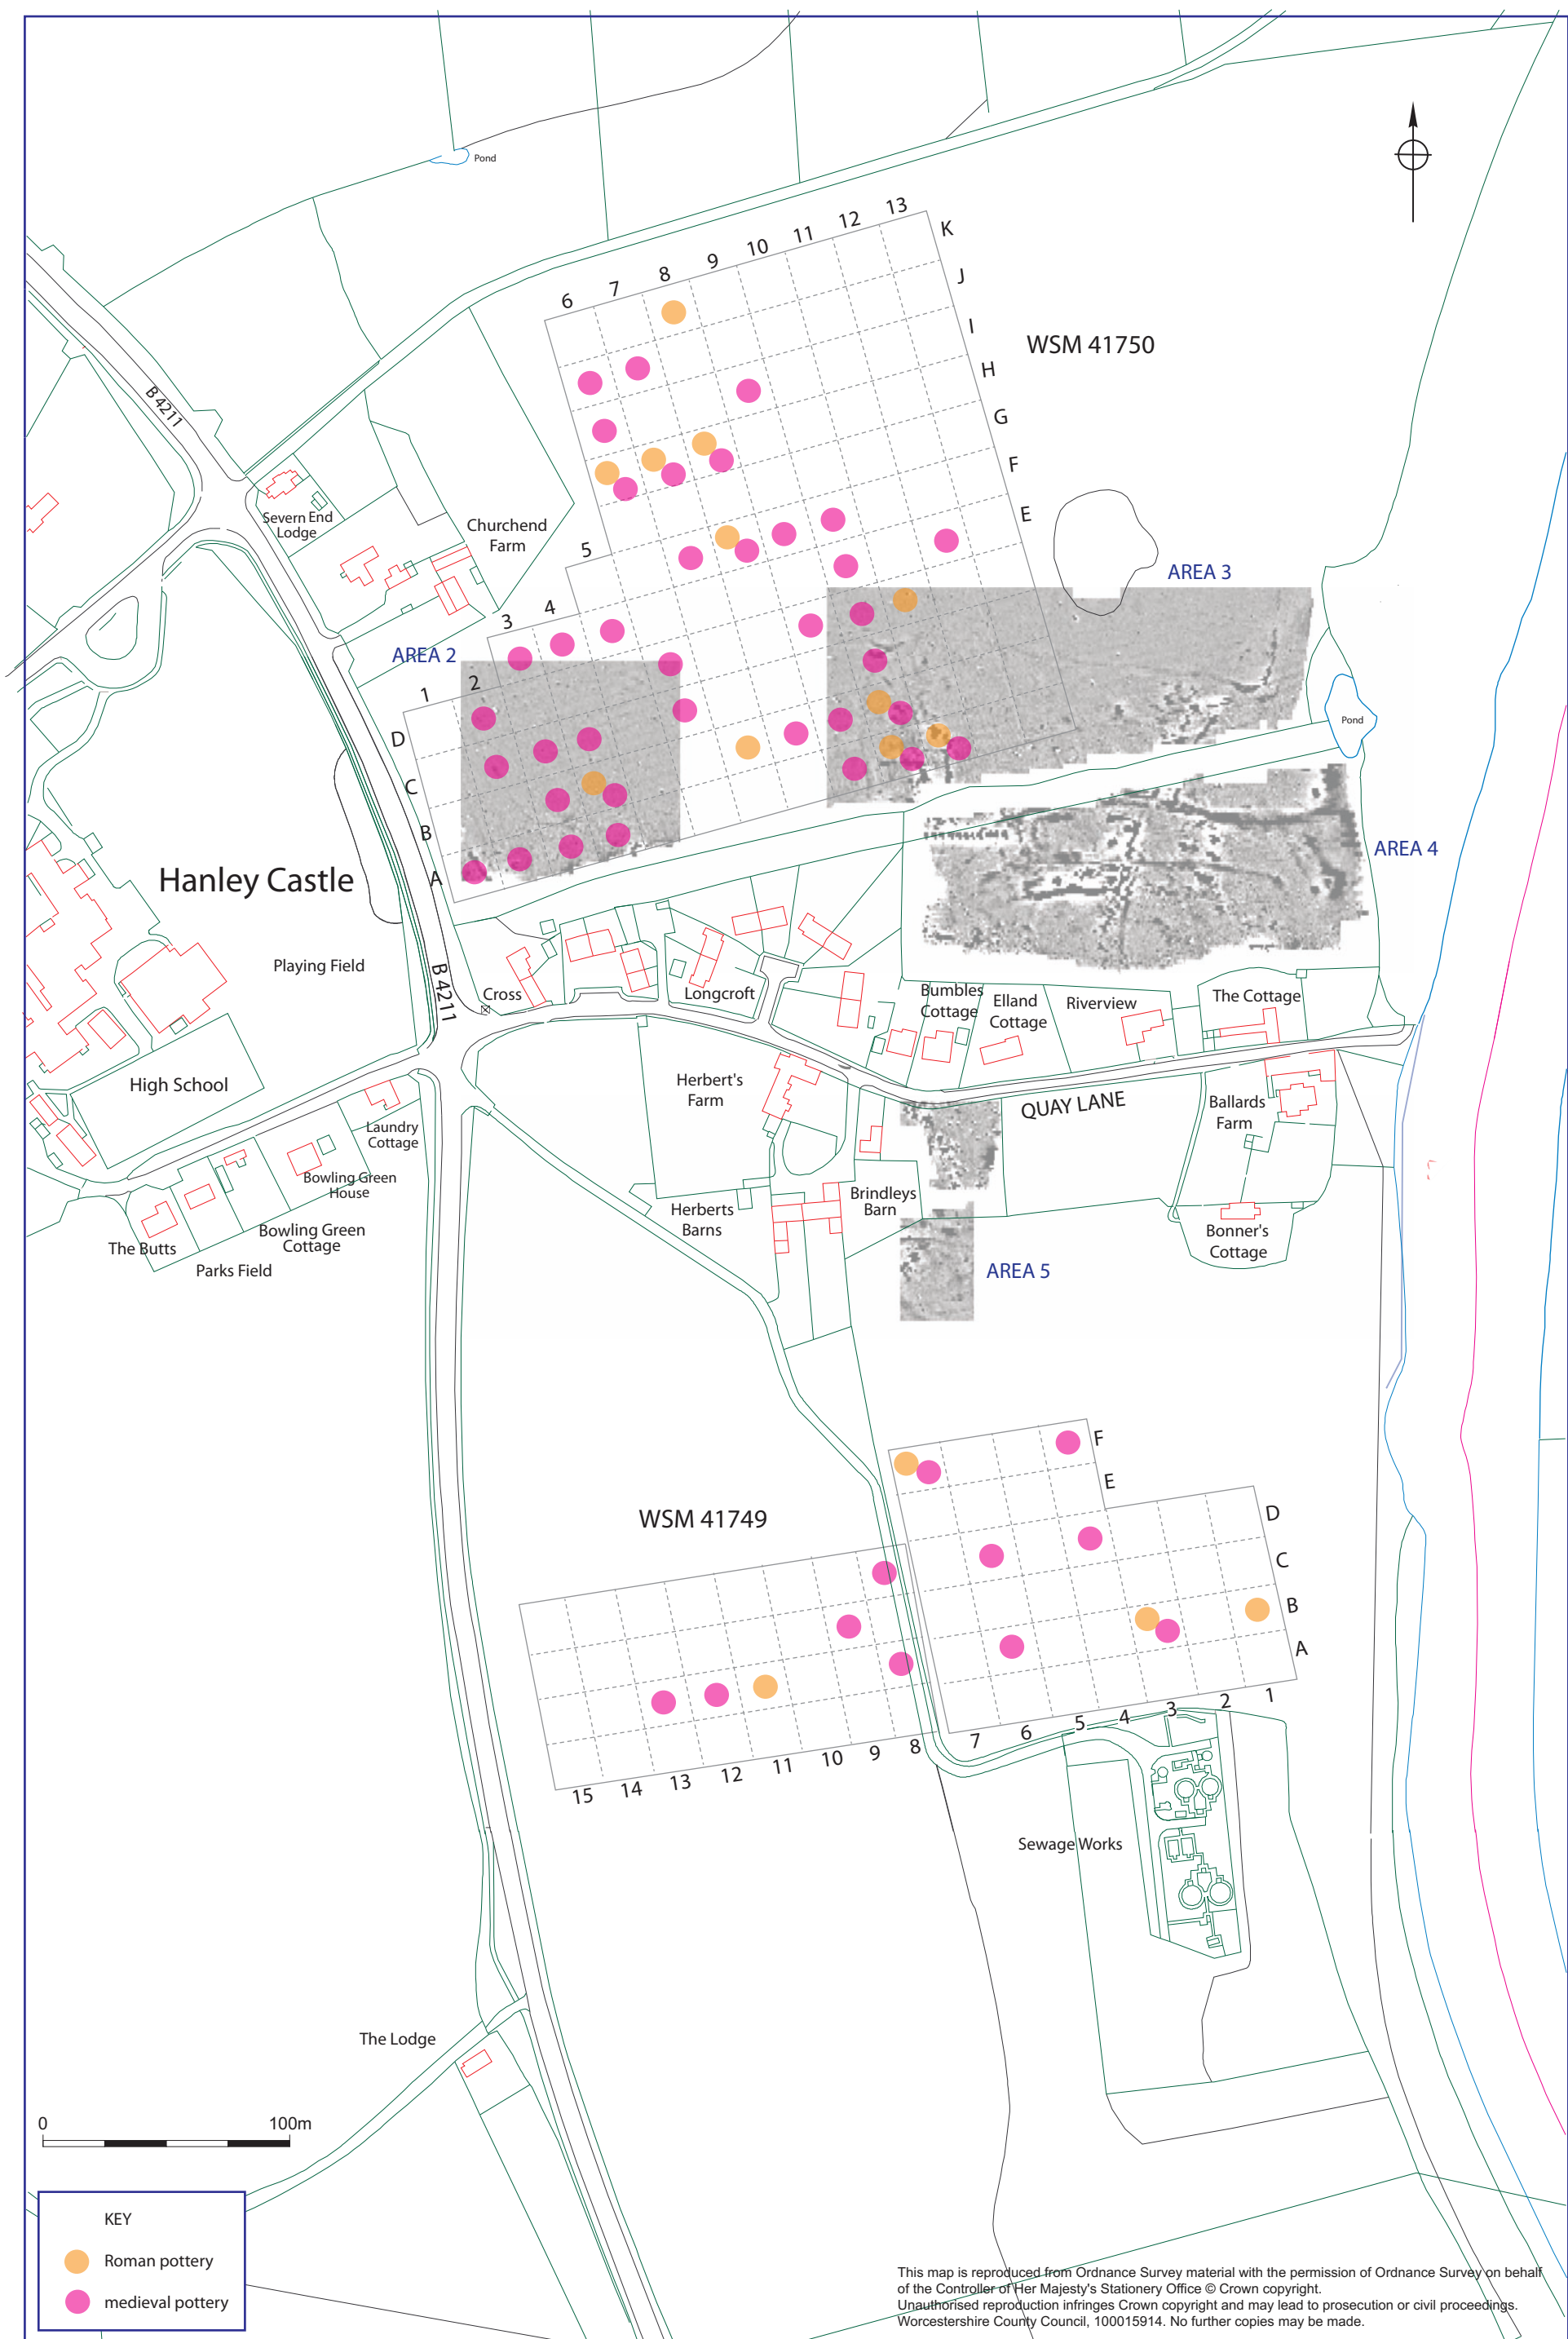 Pond
13
12
11
10
9
8
7
6
K
J
I
H
G
F
E
WSM 41750
B 4211
Severn End
Lodge
Churchend
Farm
5
4
3
2
1
AREA 3
AREA 2
D
C
B
A
Pond
AREA 4
Hanley Castle
Playing Field
B 4211
Cross
Longcroft
Bumbles
Cottage
Elland
Cottage
Riverview
The Cottage
High School
Herbert's
Farm
QUAY LANE
Ballards
Farm
Laundry
Cottage
Bowling Green
House
Bowling Green
Cottage
The Butts
Parks Field
Herberts
Barns
Brindleys
Barn
Bonner's
Cottage
AREA 5
F
E
D
C
B
A
WSM 41749
15
14
13
12
11
10
9
8
7
6
5
4
3
2
1
Sewage Works
The Lodge
0
100m
KEY
Roman pottery
medieval pottery
This map is reproduced from Ordnance Survey material with the permission of Ordnance Survey on behalf
of the Controller of Her Majesty's Stationery Office © Crown copyright.
Unauthorised reproduction infringes Crown copyright and may lead to prosecution or civil proceedings.
Worcestershire County Council, 100015914. No further copies may be made.